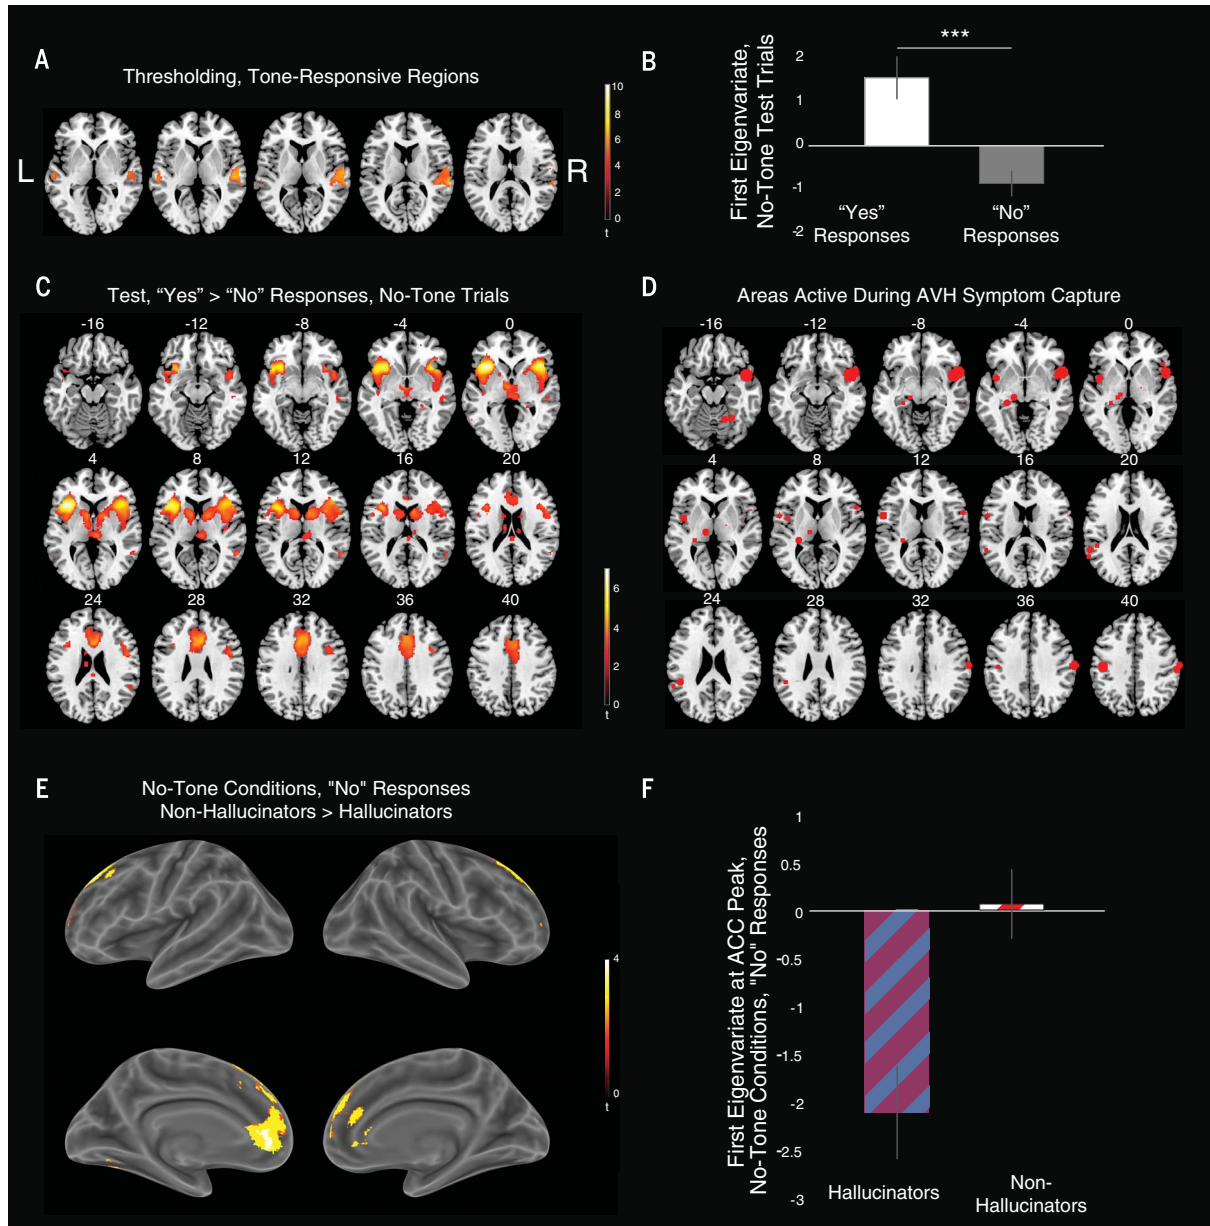 A
Thresholding, Tone-Responsive Regions
L
R
10
8
6
4
2
0
t
B
First Eigenvariate,
No-Tone Test Trials
***
2
1
0
-1
-2
“Yes”
Responses
“No”
Responses
C
Test, “Yes” > “No” Responses, No-Tone Trials
-16
-12
-8
-4
0
4
8
12
16
20
24
28
32
36
40
6
4
2
0
t
D
Areas Active During AVH Symptom Capture
-16
-10
-8
-4
0
4
8
12
16
20
24
28
32
36
40
E
No-Tone Conditions, "No" Responses
Non-Hallucinators > Hallucinators
4
0
t
F
First Eigenvariate at ACC Peak,
No-Tone Conditions, "No" Responses
1
0.5
0
-0.5
-1
-1.5
-2
-2.5
-3
Hallucinators
Non-
Hallucinators